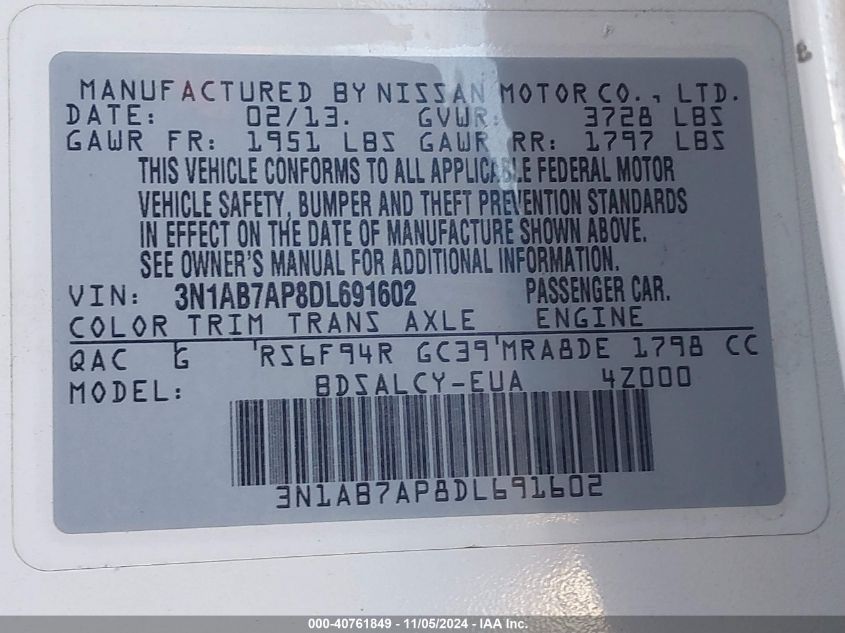 MANUFACTURED BY NISSAN MOTOR CO., LTD.
DATE: 02/13. GVWR: 3728 LBS
GAWR FR: 1951 LBS GAWR RR: 1797 LBS
THIS VEHICLE CONFORMS TO ALL APPLICABLE FEDERAL MOTOR
VEHICLE SAFETY, BUMPER AND THEFT PREVENTION STANDARDS
IN EFFECT ON THE DATE OF MANUFACTURE SHOWN ABOVE.
SEE OWNER'S MANUAL FOR ADDITIONAL INFORMATION.
VIN: 3N1AB7AP8DL691602 PASSENGER CAR.
COLOR TRIM TRANS AXLE ENGINE
QAC G RS6F94R GC39 MRA8DE 1798 CC
MODEL: BDSALCY-EUA 4Z000
3N1AB7AP8DL691602
000-40761849 - 11/05/2024 - IAA Inc.